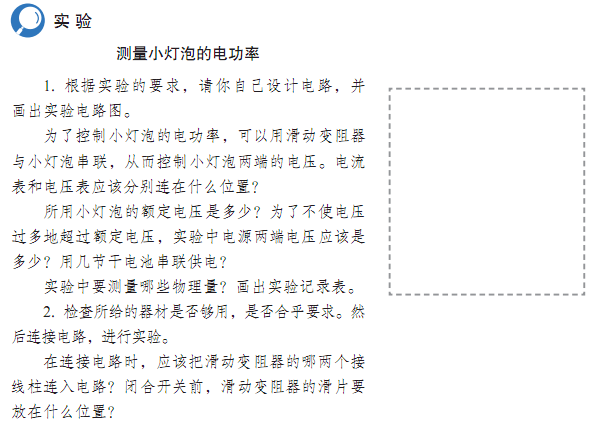 实验
测量小灯泡的电功率
1. 根据实验的要求，请你自己设计电路，并
画出实验电路图。
为了控制小灯泡的电功率，可以用滑动变阻器
与小灯泡串联，从而控制小灯泡两端的电压。电流
表和电压表应该分别连在什么位置？
所用小灯泡的额定电压是多少？为了不使电压
过多地超过额定电压，实验中电源两端电压应该是
多少？用几节干电池串联供电？
实验中要测量哪些物理量？画出实验记录表。
2. 检查所给的器材是否够用，是否合乎要求。然
后连接电路，进行实验。
在连接电路时，应该把滑动变阻器的哪两个接
线柱连入电路？闭合开关前，滑动变阻器的滑片要
放在什么位置？